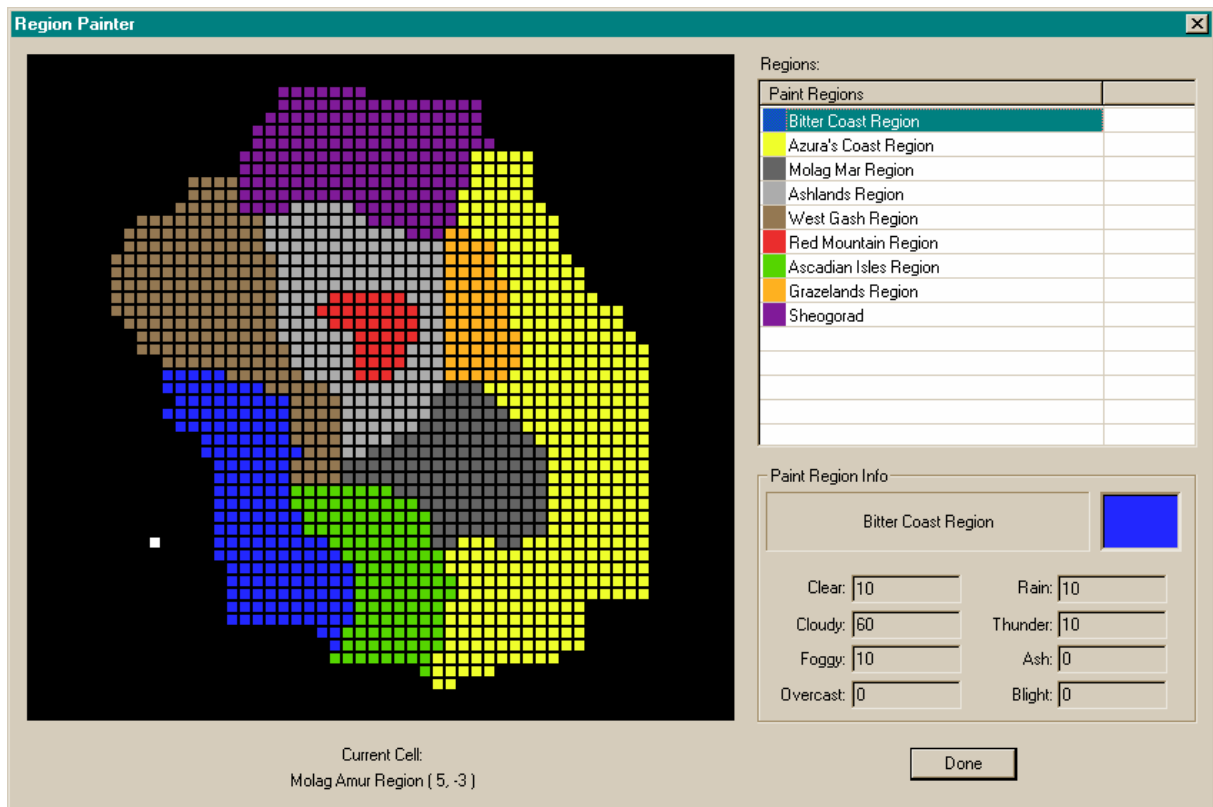 Region Painter
Regions:
Paint Regions
Bitter Coast Region
Azura's Coast Region
Molag Mar Region
Ashlands Region
West Gash Region
Red Mountain Region
Ascadian Isles Region
Grazelands Region
Sheogorad
Paint Region Info
Bitter Coast Region
Clear: 10 Rain: 10
Cloudy: 60 Thunder: 10
Foggy: 10 Ash: 0
Overcast: 0 Blight: 0
Current Cell:
Molag Amur Region ( 5, -3 )
Done